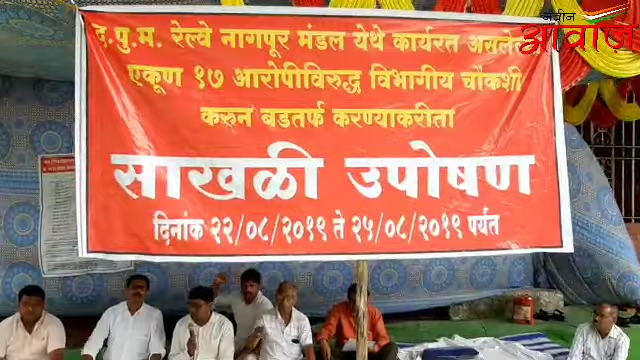 नवीन
आवाज़
द.पु.म. रेल्वे नागपूर मंडल येथे कार्यरत
एकूण १७ आरोपीविरुद्ध विभागीय चौकशी
करुन बडतर्फ करण्याकरीता
साखळी उपोषण
दिनांक २२/०८/२०१९ ते २५/०८/२०१९ पर्यंत